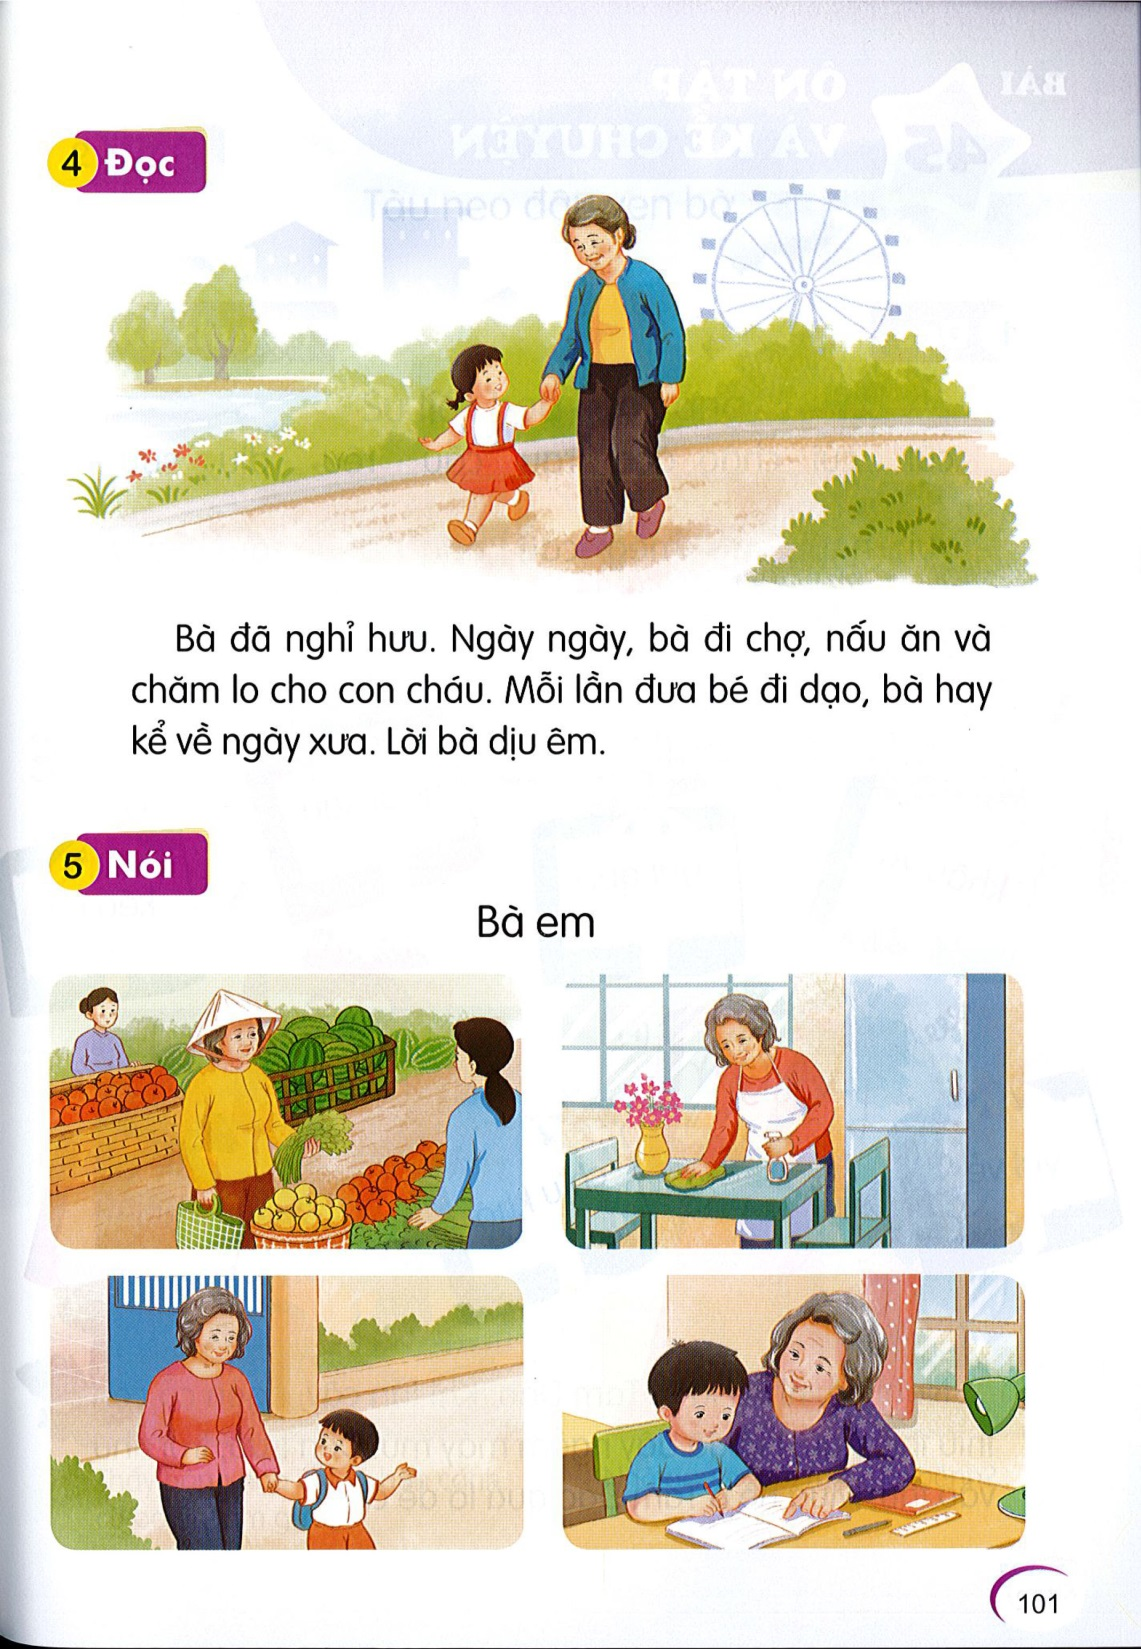 4 Đọc
Bà đã nghỉ hưu. Ngày ngày, bà đi chợ, nấu ăn và
chăm lo cho con cháu. Mỗi lần đưa bé đi dạo, bà hay
kể về ngày xưa. Lời bà dịu êm.
5 Nói
Bà em
101